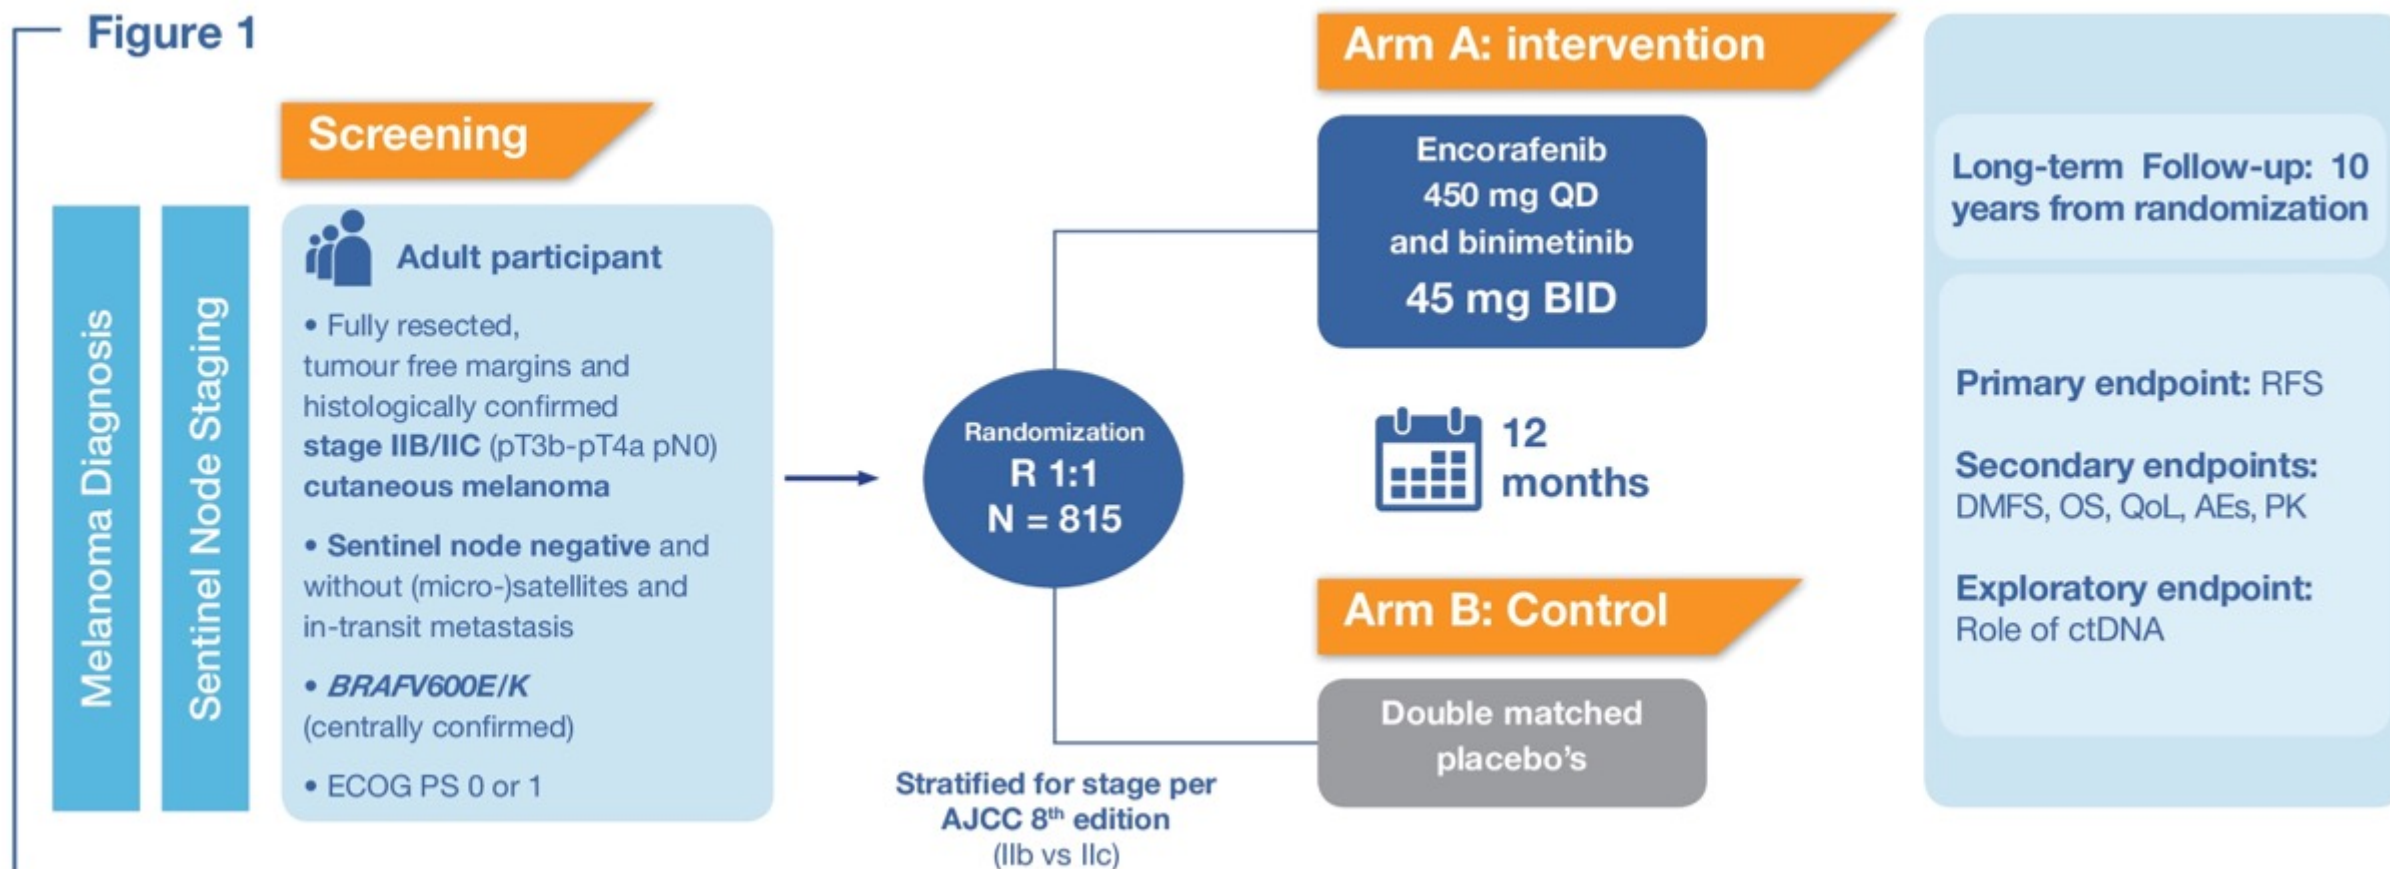 Figure 1
Melanoma Diagnosis
Sentinel Node Staging
Screening
Adult participant
• Fully resected,
tumour free margins and
histologically confirmed
stage IIB/IIC (pT3b-pT4a pN0)
cutaneous melanoma
• Sentinel node negative and
without (micro-)satellites and
in-transit metastasis
• BRAFV600E/K
(centrally confirmed)
• ECOG PS 0 or 1
Randomization
R 1:1
N = 815
Stratified for stage per
AJCC 8th edition
(IIb vs IIc)
Arm A: intervention
Encorafenib
450 mg QD
and binimetinib
45 mg BID
12
months
Arm B: Control
Double matched
placebo's
Long-term Follow-up: 10
years from randomization
Primary endpoint: RFS
Secondary endpoints:
DMFS, OS, QoL, AEs, PK
Exploratory endpoint:
Role of ctDNA